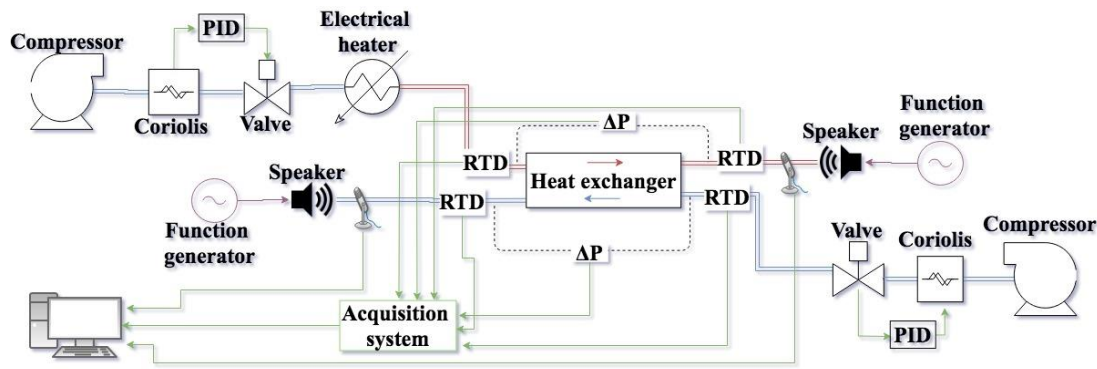 Compressor
PID
Electrical
heater
Coriolis
Valve
ΔP
RTD
RTD
Speaker
Function
generator
Heat exchanger
Speaker
Function
generator
RTD
RTD
ΔP
Valve
Coriolis
Compressor
PID
Acquisition
system